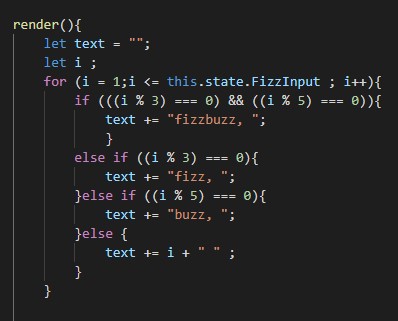 render(){
    let text = "";
    let i ;
    for (i = 1;i <= this.state.FizzInput ; i++){
        if (((i % 3) === 0) && ((i % 5) === 0)){
            text += "fizzbuzz, ";
            }
        else if ((i % 3) === 0){
            text += "fizz, ";
        }else if ((i % 5) === 0){
            text += "buzz, ";
        }else {
            text += i + " " ;
        }
    }